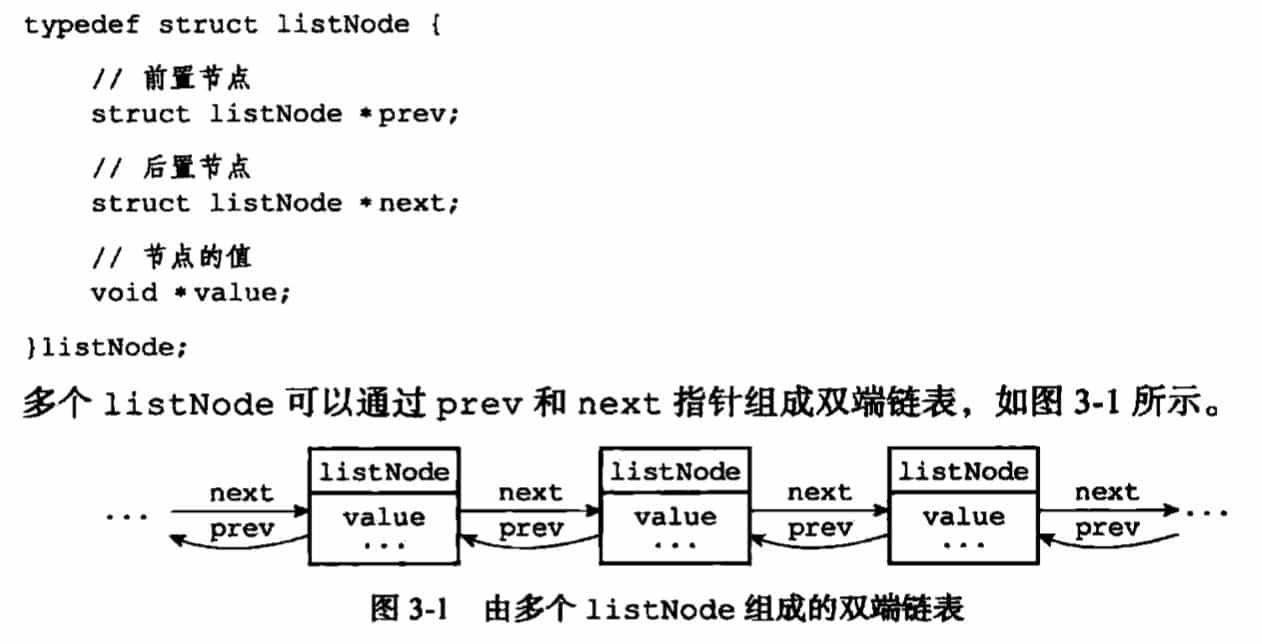 typedef struct listNode {
// 前置节点
struct listNode *prev;
// 后置节点
struct listNode *next;
// 节点的值
void *value;
}listNode;
多个 listNode 可以通过 prev 和 next 指针组成双端链表，如图 3-1 所示。
listNode listNode listNode
next next next next
... value value value ...
prev prev prev prev
... ... ...
图 3-1 由多个 listNode 组成的双端链表